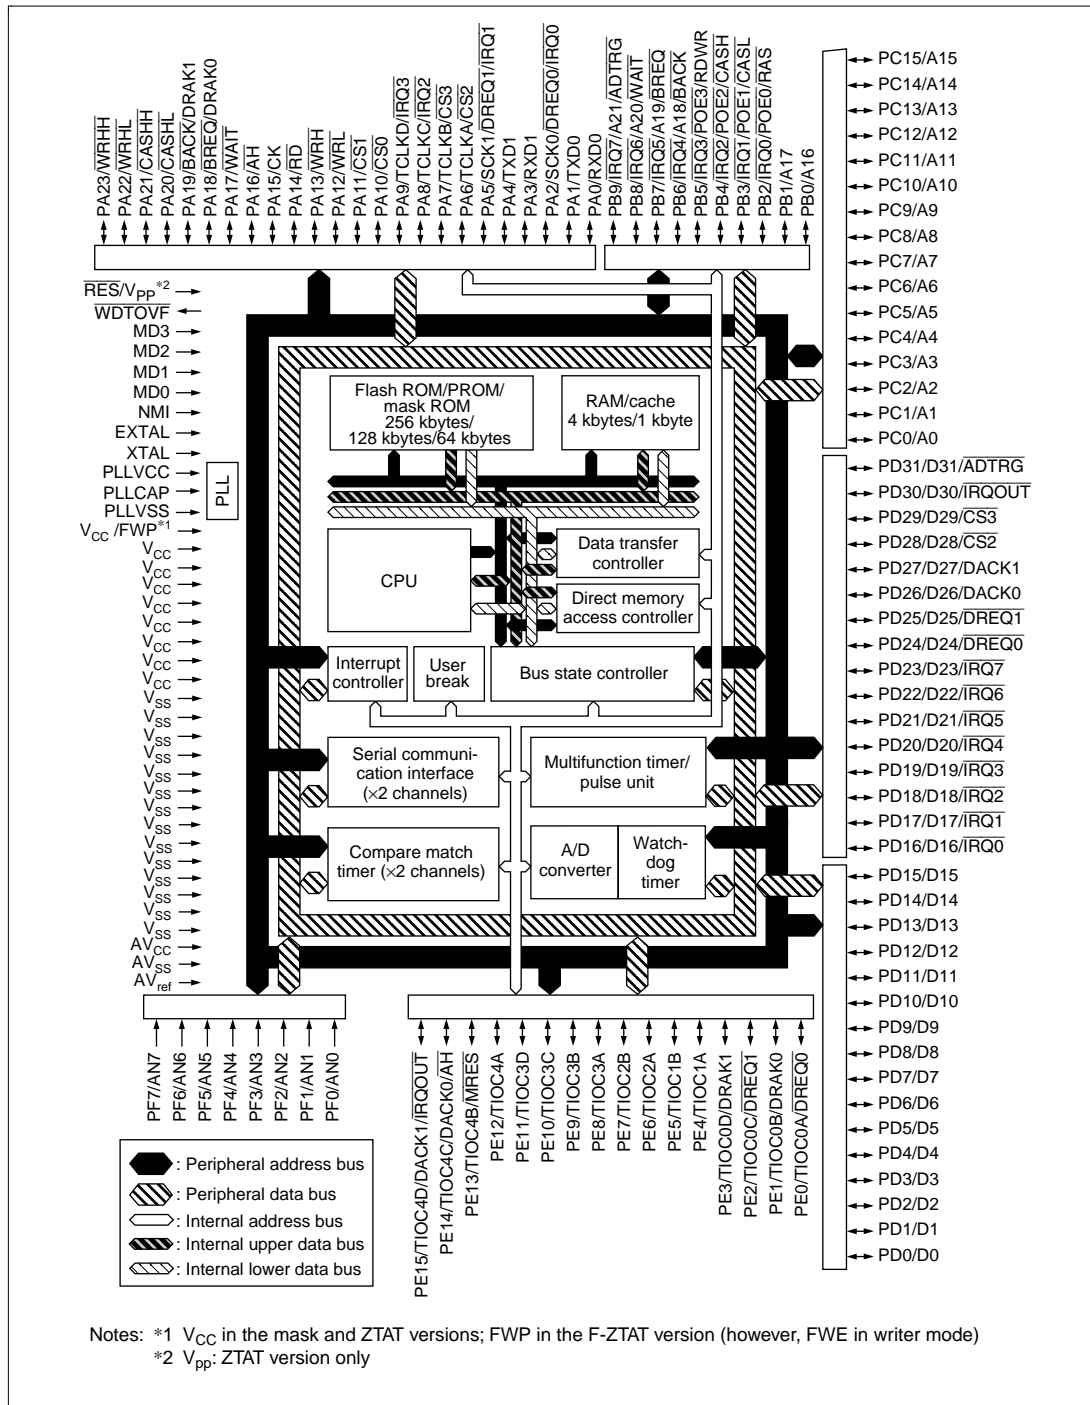 PA23/WRHH
PA22/WRHL
PA21/CASHH
PA20/CASHL
PA19/BACK/DRAK1
PA18/BREQ/DRAK0
PA17/WAIT
PA16/AH
PA15/CK
PA14/RD
PA13/WRH
PA12/WRL
PA11/CS1
PA10/CS0
PA9/TCLKD/IRQ3
PA8/TCLKC/IRQ2
PA7/TCLKB/CS3
PA6/TCLKA/CS2
PA5/SCK1/DREQ1/IRQ1
PA4/TXD1
PA3/RXD1
PA2/SCK0/DREQ0/IRQ0
PA1/TXD0
PA0/RXD0
PB9/IRQ7/A21/ADTRG
PB8/IRQ6/A20/WAIT
PB7/IRQ5/A19/BREQ
PB6/IRQ4/A18/BACK
PB5/IRQ3/POE3/RDWR
PB4/IRQ2/POE2/CASH
PB3/IRQ1/POE1/CASL
PB2/IRQ0/POE0/RAS
PB1/A17
PB0/A16
PC15/A15
PC14/A14
PC13/A13
PC12/A12
PC11/A11
PC10/A10
PC9/A9
PC8/A8
PC7/A7
PC6/A6
PC5/A5
PC4/A4
PC3/A3
PC2/A2
PC1/A1
PC0/A0
RES/VPP*2
WDTOVF
MD3
MD2
MD1
MD0
NMI
EXTAL
XTAL
PLLVCC
PLLCAP
PLLVSS
PLL
VCC /FWP*1
VCC
VCC
VCC
VCC
VCC
VCC
VCC
VCC
VSS
VSS
VSS
VSS
VSS
VSS
VSS
VSS
VSS
VSS
VSS
VSS
VSS
AVCC
AVSS
AVref
Flash ROM/PROM/
mask ROM
256 kbytes/
128 kbytes/64 kbytes
RAM/cache
4 kbytes/1 kbyte
CPU
Data transfer
controller
Direct memory
access controller
Interrupt
controller
User
break
Bus state controller
Serial communi-
cation interface
(×2 channels)
Multifunction timer/
pulse unit
Compare match
timer (×2 channels)
A/D
converter
Watch-
dog
timer
PD31/D31/ADTRG
PD30/D30/IRQOUT
PD29/D29/CS3
PD28/D28/CS2
PD27/D27/DACK1
PD26/D26/DACK0
PD25/D25/DREQ1
PD24/D24/DREQ0
PD23/D23/IRQ7
PD22/D22/IRQ6
PD21/D21/IRQ5
PD20/D20/IRQ4
PD19/D19/IRQ3
PD18/D18/IRQ2
PD17/D17/IRQ1
PD16/D16/IRQ0
PD15/D15
PD14/D14
PD13/D13
PD12/D12
PD11/D11
PD10/D10
PD9/D9
PD8/D8
PD7/D7
PD6/D6
PD5/D5
PD4/D4
PD3/D3
PD2/D2
PD1/D1
PD0/D0
PF7/AN7
PF6/AN6
PF5/AN5
PF4/AN4
PF3/AN3
PF2/AN2
PF1/AN1
PF0/AN0
PE15/TIOC4D/DACK1/IRQOUT
PE14/TIOC4C/DACK0/AH
PE13/TIOC4B/MRES
PE12/TIOC4A
PE11/TIOC3D
PE10/TIOC3C
PE9/TIOC3B
PE8/TIOC3A
PE7/TIOC2B
PE6/TIOC2A
PE5/TIOC1B
PE4/TIOC1A
PE3/TIOC0D/DRAK1
PE2/TIOC0C/DREQ1
PE1/TIOC0B/DRAK0
PE0/TIOC0A/DREQ0
: Peripheral address bus
: Peripheral data bus
: Internal address bus
: Internal upper data bus
: Internal lower data bus
Notes: *1 VCC in the mask and ZTAT versions; FWP in the F-ZTAT version (however, FWE in writer mode)
*2 Vpp: ZTAT version only